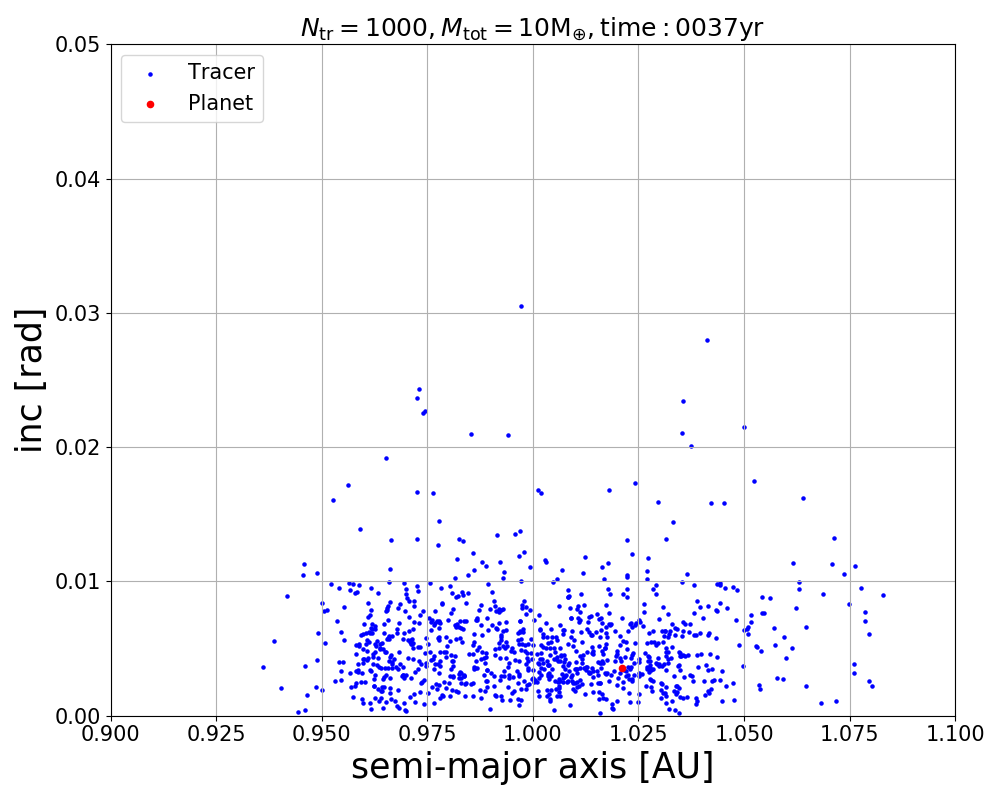 N_tr = 1000, M_tot = 10M_⊕, time : 0037yr
Tracer
Planet
inc [rad]
0.05
0.04
0.03
0.02
0.01
0.00
0.900 0.925 0.950 0.975 1.000 1.025 1.050 1.075 1.100
semi-major axis [AU]